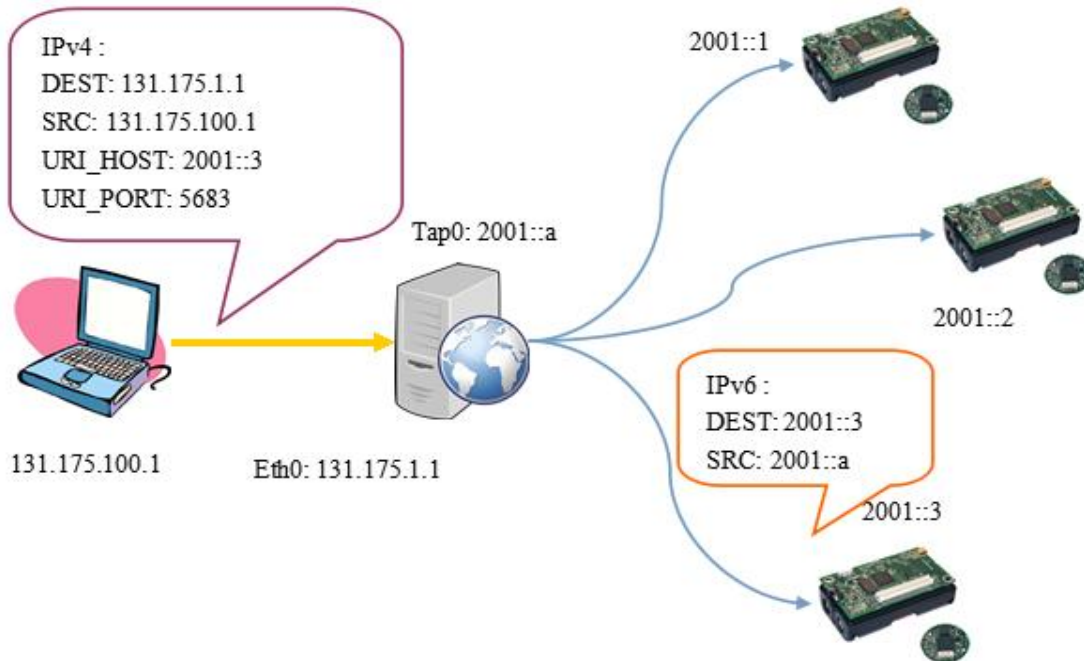 IPv4 :
DEST: 131.175.1.1
SRC: 131.175.100.1
URI_HOST: 2001::3
URI_PORT: 5683
2001::1
Tap0: 2001::a
2001::2
131.175.100.1
Eth0: 131.175.1.1
IPv6 :
DEST: 2001::3
SRC: 2001::a
2001::3